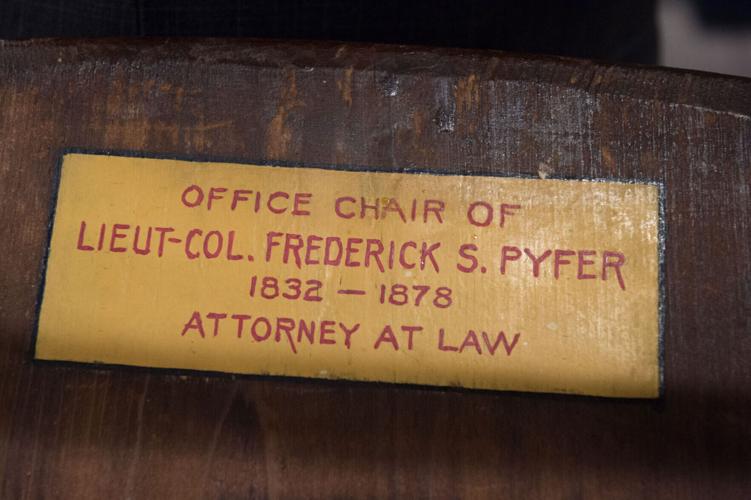 OFFICE CHAIR OF
LIEUT-COL. FREDERICK S. PYFER
1832 — 1878
ATTORNEY AT LAW